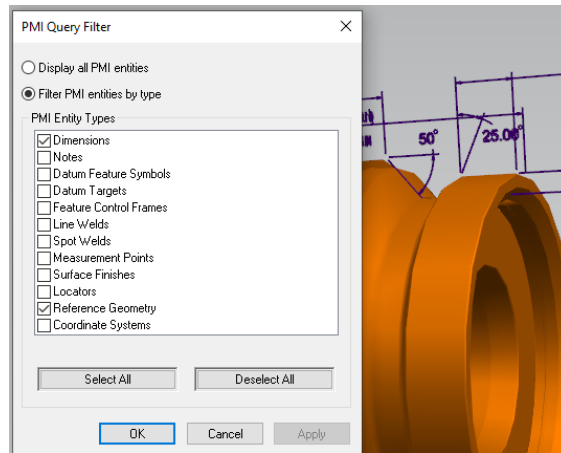 PMI Query Filter
Display all PMI entities
Filter PMI entities by type
PMI Entity Types
Dimensions
Notes
Datum Feature Symbols
Datum Targets
Feature Control Frames
Line Welds
Spot Welds
Measurement Points
Surface Finishes
Locators
Reference Geometry
Coordinate Systems
Select All
Deselect All
OK
Cancel
Apply
50°